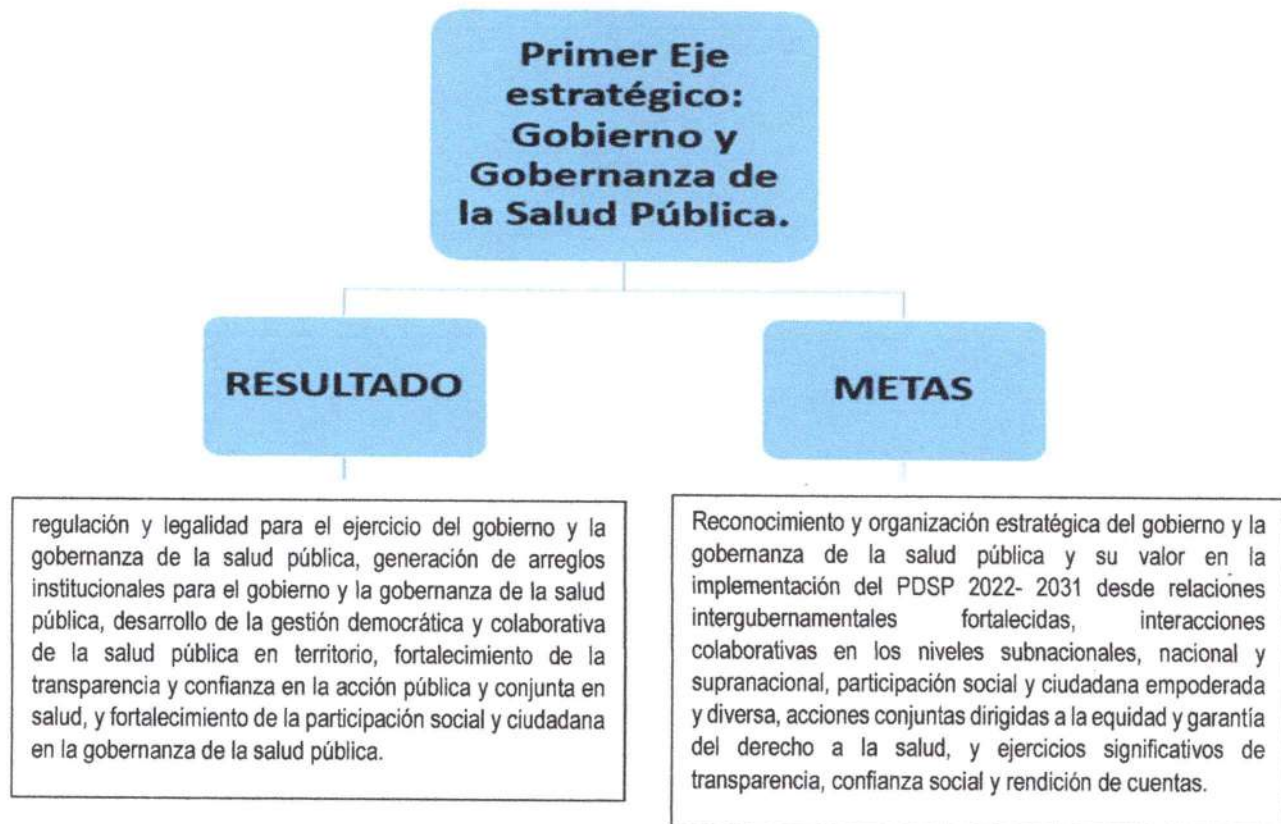 Primer Eje
estratégico:
Gobierno y
Gobernanza de
la Salud Pública.
RESULTADO
METAS
regulación y legalidad para el ejercicio del gobierno y la
gobernanza de la salud pública, generación de arreglos
institucionales para el gobierno y la gobernanza de la salud
pública, desarrollo de la gestión democrática y colaborativa
de la salud pública en territorio, fortalecimiento de la
transparencia y confianza en la acción pública y conjunta en
salud, y fortalecimiento de la participación social y ciudadana
en la gobernanza de la salud pública.
Reconocimiento y organización estratégica del gobierno y la
gobernanza de la salud pública y su valor en la
implementación del PDSP 2022- 2031 desde relaciones
intergubernamentales fortalecidas, interacciones
colaborativas en los niveles subnacionales, nacional y
supranacional, participación social y ciudadana empoderada
y diversa, acciones conjuntas dirigidas a la equidad y garantía
del derecho a la salud, y ejercicios significativos de
transparencia, confianza social y rendición de cuentas.